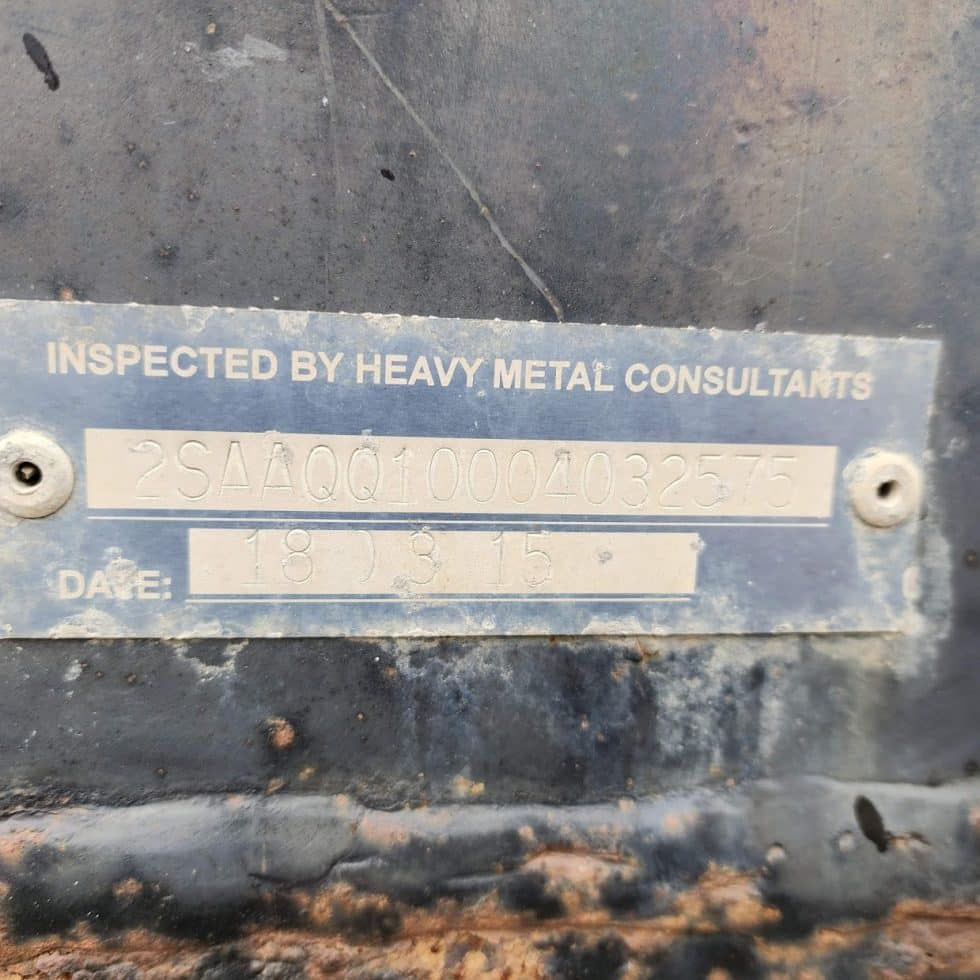 INSPECTED BY HEAVY METAL CONSULTANTS
2SAAQQ10004032575
DATE: 18 03 15